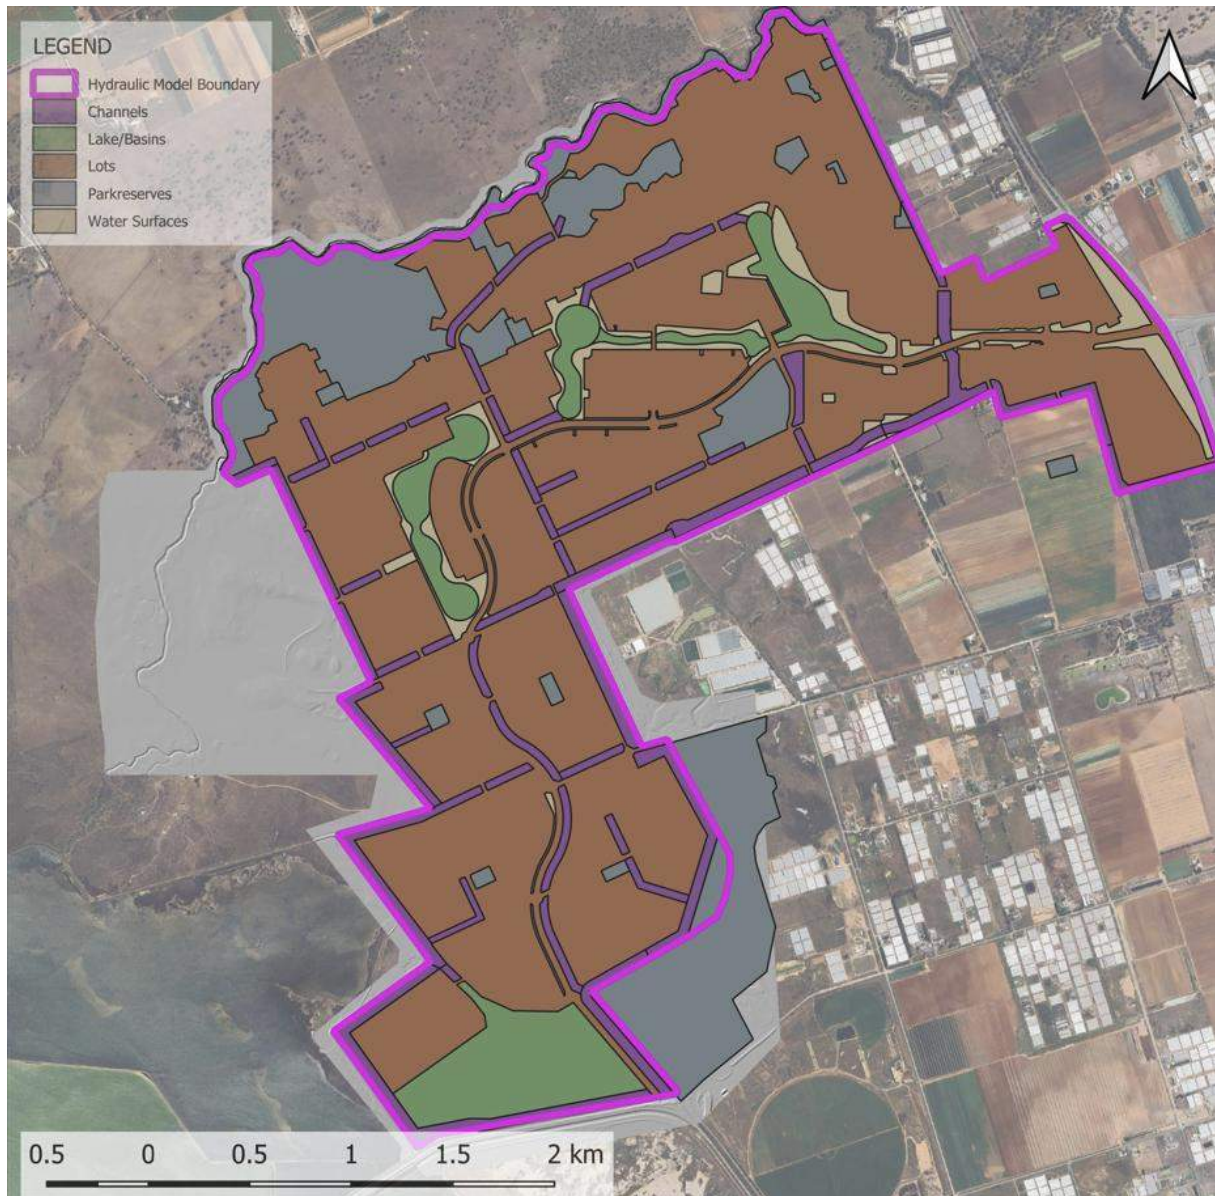 LEGEND
Hydraulic Model Boundary
Channels
Lake/Basins
Lots
Parkreserves
Water Surfaces
0.5 0 0.5 1 1.5 2 km